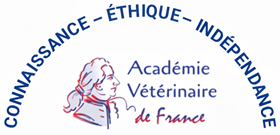 CONNAISSANCE – ÉTHIQUE – INDÉPENDANCE
Académie
Vétérinaire
de France